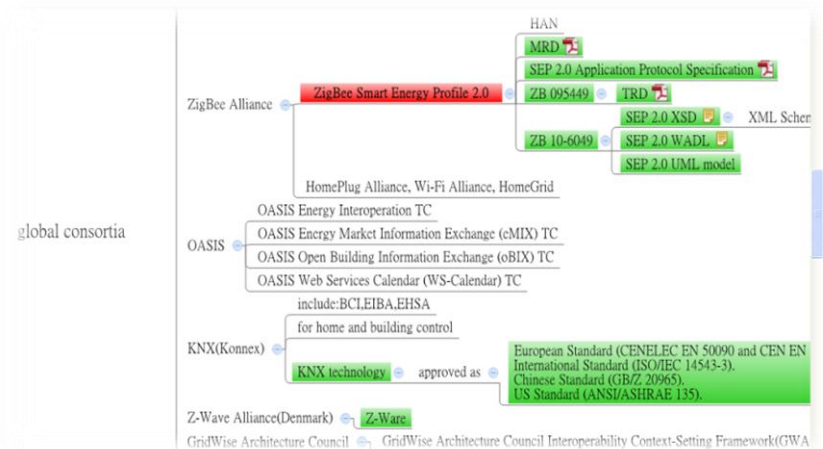 global consortia
ZigBee Alliance
ZigBee Smart Energy Profile 2.0
HAN
MRD
SEP 2.0 Application Protocol Specification
ZB 095449
TRD
ZB 10-6049
SEP 2.0 XSD
XML Schem
SEP 2.0 WADL
SEP 2.0 UML model
HomePlug Alliance, Wi-Fi Alliance, HomeGrid
OASIS
OASIS Energy Interoperation TC
OASIS Energy Market Information Exchange (eMIX) TC
OASIS Open Building Information Exchange (oBIX) TC
OASIS Web Services Calendar (WS-Calendar) TC
KNX(Konnex)
include:BCI,EIBA,EHSA
for home and building control
KNX technology
approved as
European Standard (CENELEC EN 50090 and CEN EN
International Standard (ISO/IEC 14543-3).
Chinese Standard (GB/Z 20965).
US Standard (ANSI/ASHRAE 135).
Z-Wave Alliance(Denmark)
Z-Ware
GridWise Architecture Council
GridWise Architecture Council Interoperability Context-Setting Framework(GWA